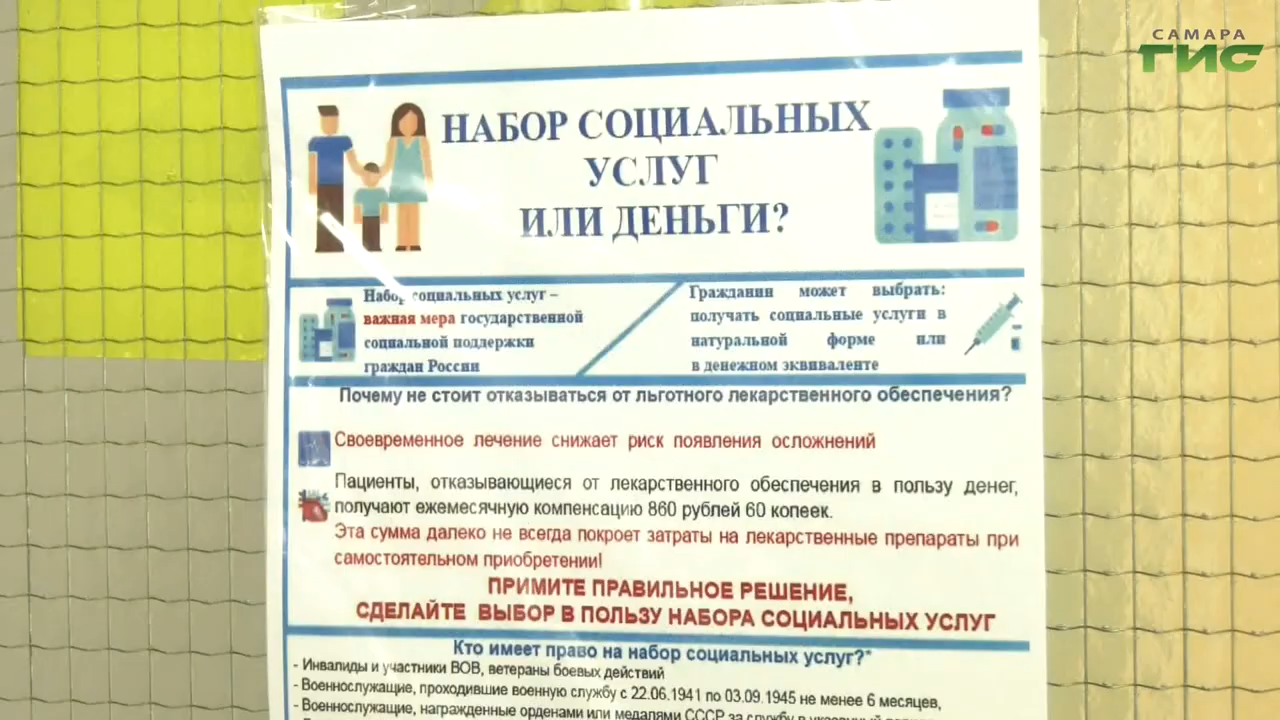 САМАРА
ГИС
НАБОР СОЦИАЛЬНЫХ
УСЛУГ
ИЛИ ДЕНЬГИ?
Набор социальных услуг –
важная мера государственной
социальной поддержки
граждан России
Гражданин может выбрать:
получать социальные услуги в
натуральной форме или
в денежном эквиваленте
Почему не стоит отказываться от льготного лекарственного обеспечения?
Своевременное лечение снижает риск появления осложнений
Пациенты, отказывающиеся от лекарственного обеспечения в пользу денег,
получают ежемесячную компенсацию 860 рублей 60 копеек.
Эта сумма далеко не всегда покроет затраты на лекарственные препараты при
самостоятельном приобретении!
ПРИМИТЕ ПРАВИЛЬНОЕ РЕШЕНИЕ,
СДЕЛАЙТЕ ВЫБОР В ПОЛЬЗУ НАБОРА СОЦИАЛЬНЫХ УСЛУГ
Кто имеет право на набор социальных услуг?*
- Инвалиды и участники ВОВ, ветераны боевых действий
- Военнослужащие, проходившие военную службу с 22.06.1941 по 03.09.1945 не менее 6 месяцев,
- Военнослужащие, награжденные орденами или медалями СССР за службу в указанный